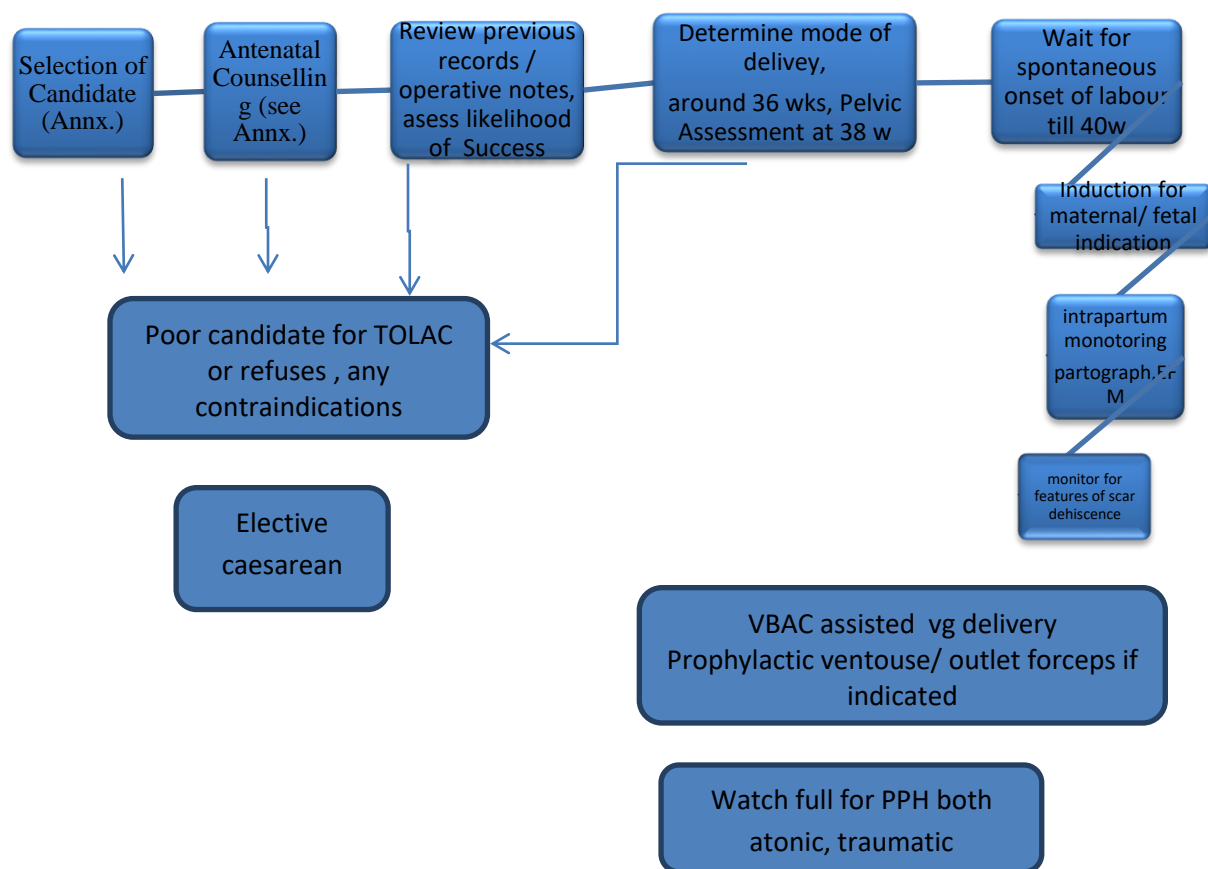 Selection of
Candidate
(Annx.)
Antenatal
Counsellin
g (see
Annx.)
Review previous
records /
operative notes,
asess likelihood
of Success
Determine mode of
delivey,
around 36 wks, Pelvic
Assessment at 38 w
Wait for
spontaneous
onset of labour
till 40w
Induction for
maternal/ fetal
indication
intrapartum
monotoring
partograph,EF
M
monitor for
features of scar
dehiscence
Poor candidate for TOLAC
or refuses , any
contraindications
Elective
caesarean
VBAC assisted vg delivery
Prophylactic ventouse/ outlet forceps if
indicated
Watch full for PPH both
atonic, traumatic